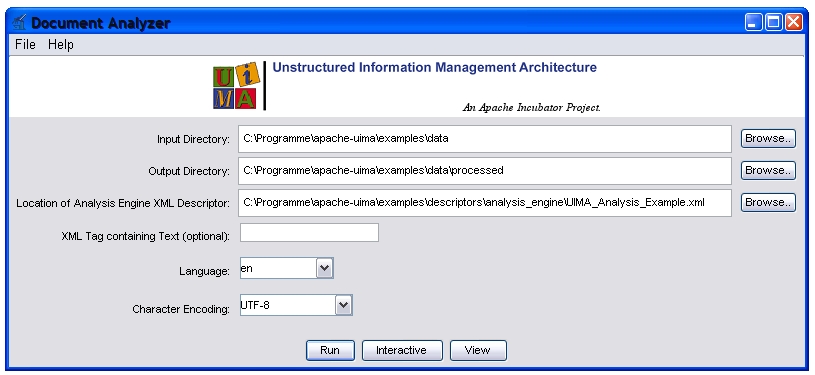 Document Analyzer
File Help
UiMA Unstructured Information Management Architecture
An Apache Incubator Project.
Input Directory: C:\Programme\apache-uima\examples\data Browse..
Output Directory: C:\Programme\apache-uima\examples\data\processed Browse..
Location of Analysis Engine XML Descriptor: C:\Programme\apache-uima\examples\descriptors\analysis_engine\UIMA_Analysis_Example.xml Browse..
XML Tag containing Text (optional):
Language: en
Character Encoding: UTF-8
Run Interactive View